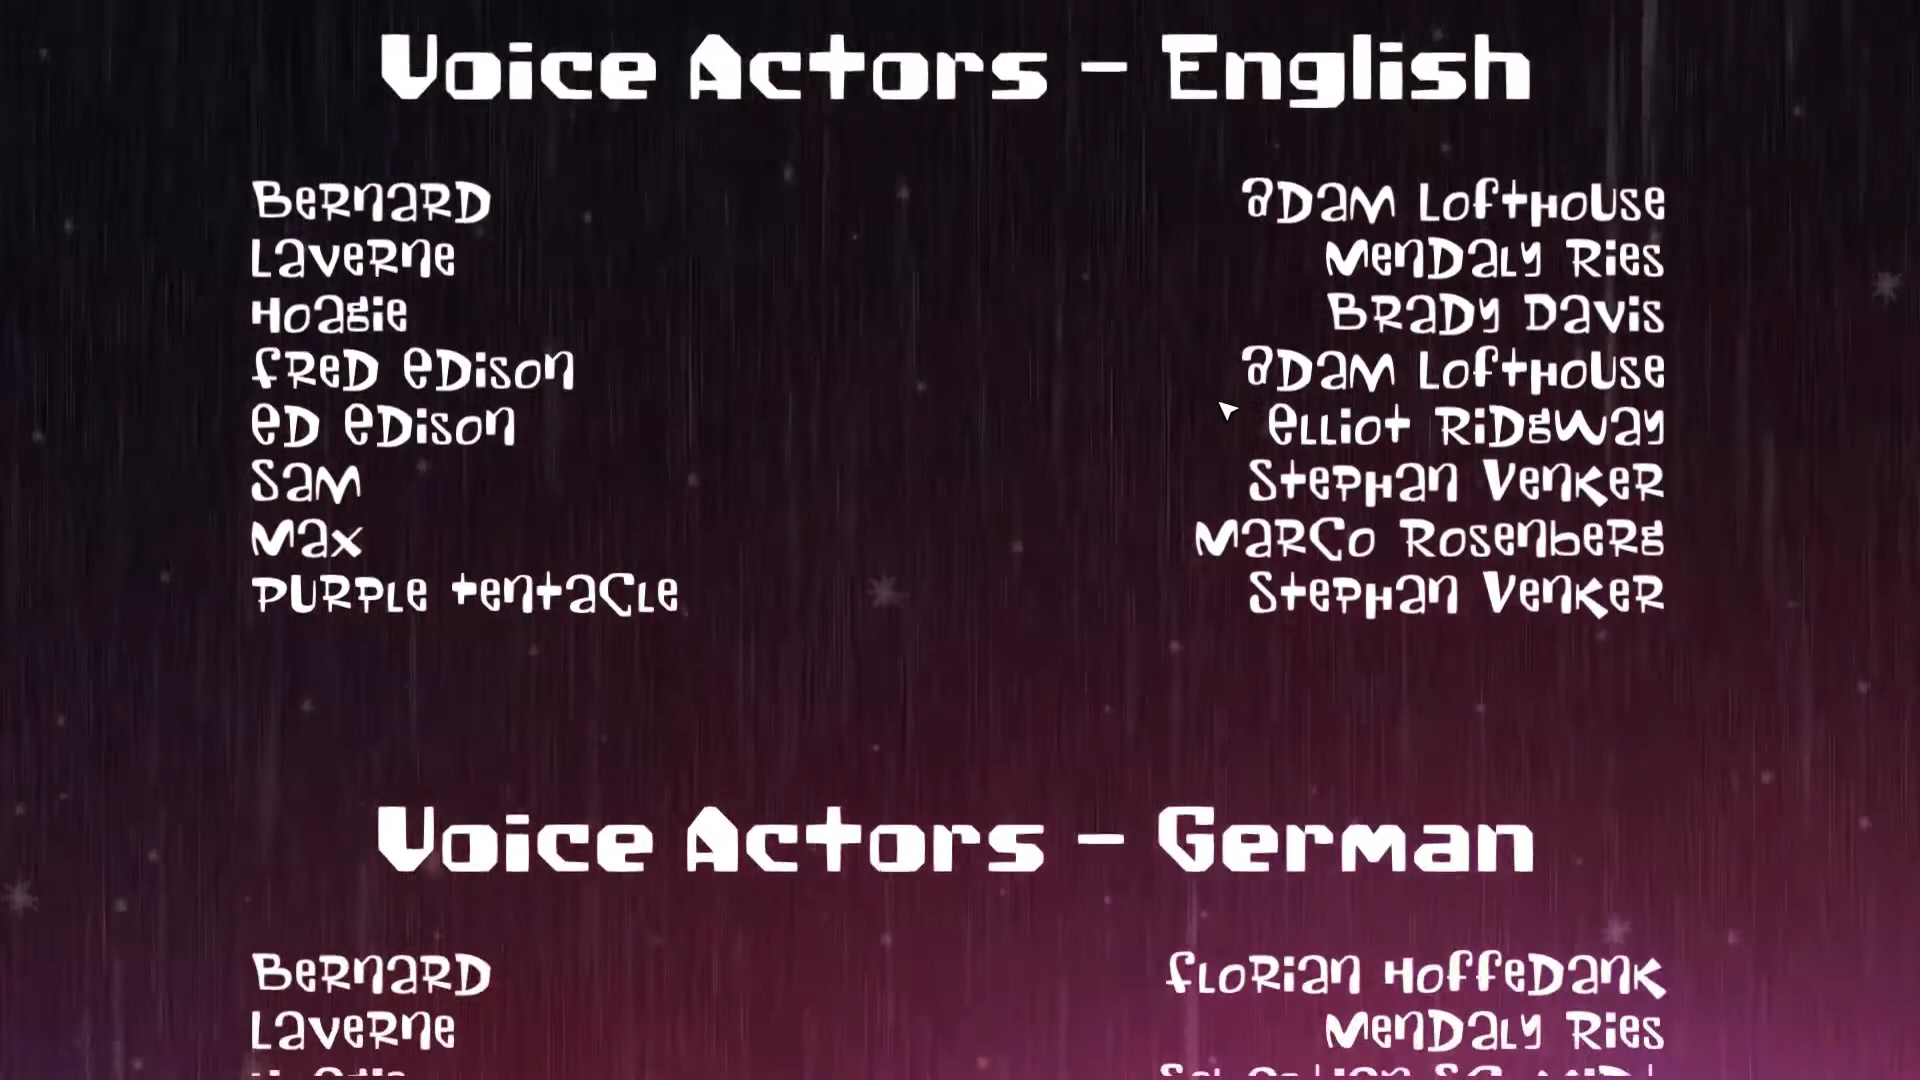 Voice Actors - English
Bernard Adam Lofthouse
Laverne Mendaly Ries
Hoagie Brady Davis
Fred Edison Adam Lofthouse
Ed Edison Elliot Ridgway
Sam Stephan Venker
Max Marco Rosenberg
Purple Tentacle Stephan Venker
Voice Actors - German
Bernard Florian Hoffedank
Laverne Mendaly Ries